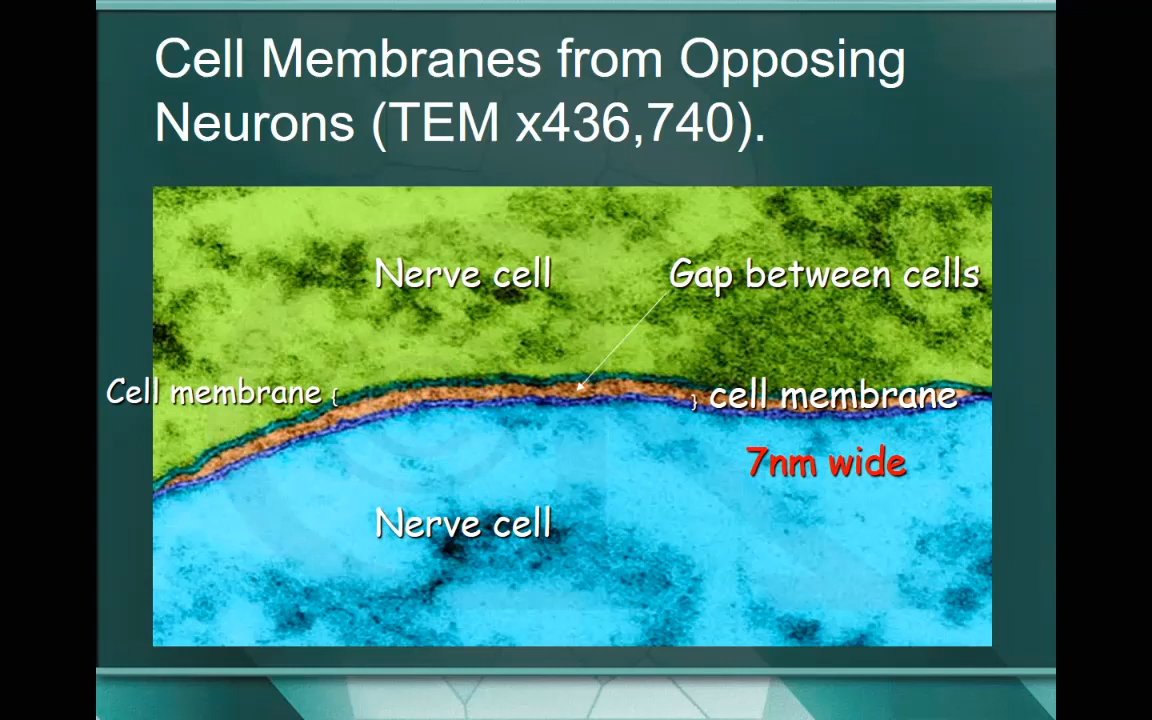 Cell Membranes from Opposing
Neurons (TEM x436,740).
Nerve cell
Gap between cells
Cell membrane {
} cell membrane
7nm wide
Nerve cell